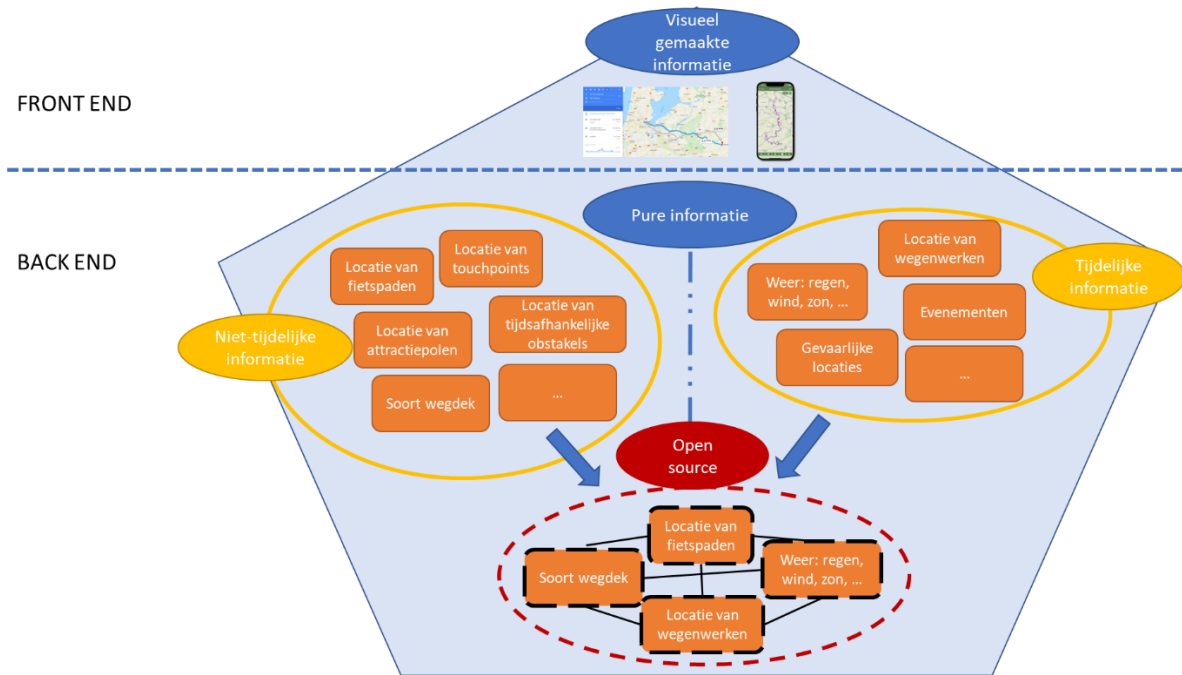 Visueel
gemaakte
informatie
FRONT END
BACK END
Pure informatie
Niet-tijdelijke
informatie
Locatie van
fietspaden
Locatie van
touchpoints
Locatie van
attractiepolen
Locatie van
tijdsafhankelijke
obstakels
Soort wegdek
...
Tijdelijke
informatie
Locatie van
wegenwerken
Weer: regen,
wind, zon, ...
Evenementen
Gevaarlijke
locaties
...
Open
source
Locatie van
fietspaden
Soort wegdek
Weer: regen,
wind, zon, ...
Locatie van
wegenwerken